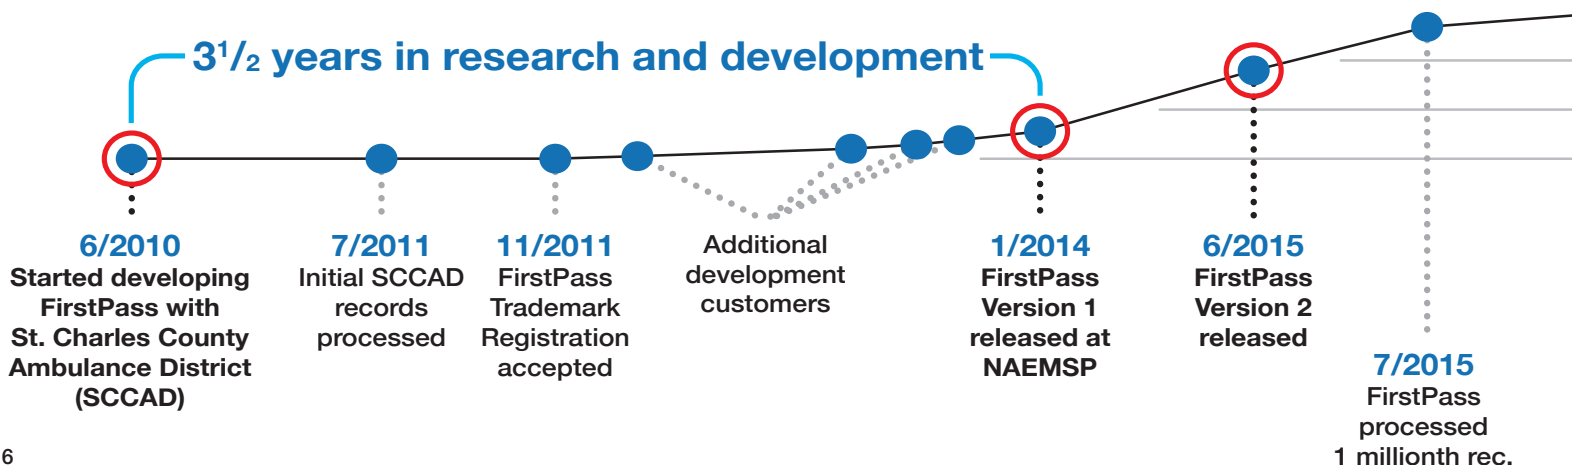 3 1/2 years in research and development
6/2010
Started developing
FirstPass with
St. Charles County
Ambulance District
(SCCAD)
7/2011
Initial SCCAD
records
processed
11/2011
FirstPass
Trademark
Registration
accepted
Additional
development
customers
1/2014
FirstPass
Version 1
released at
NAEMSP
6/2015
FirstPass
Version 2
released
7/2015
FirstPass
processed
1 millionth rec.
6